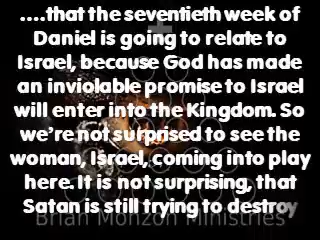 ….that the seventieth week of
Daniel is going to relate to
Israel, because God has made
an inviolable promise to Israel
will enter into the Kingdom. So
we’re not surprised to see the
woman, Israel, coming into play
here. It is not surprising, that
Satan is still trying to destroy
Brian Monzon Ministries